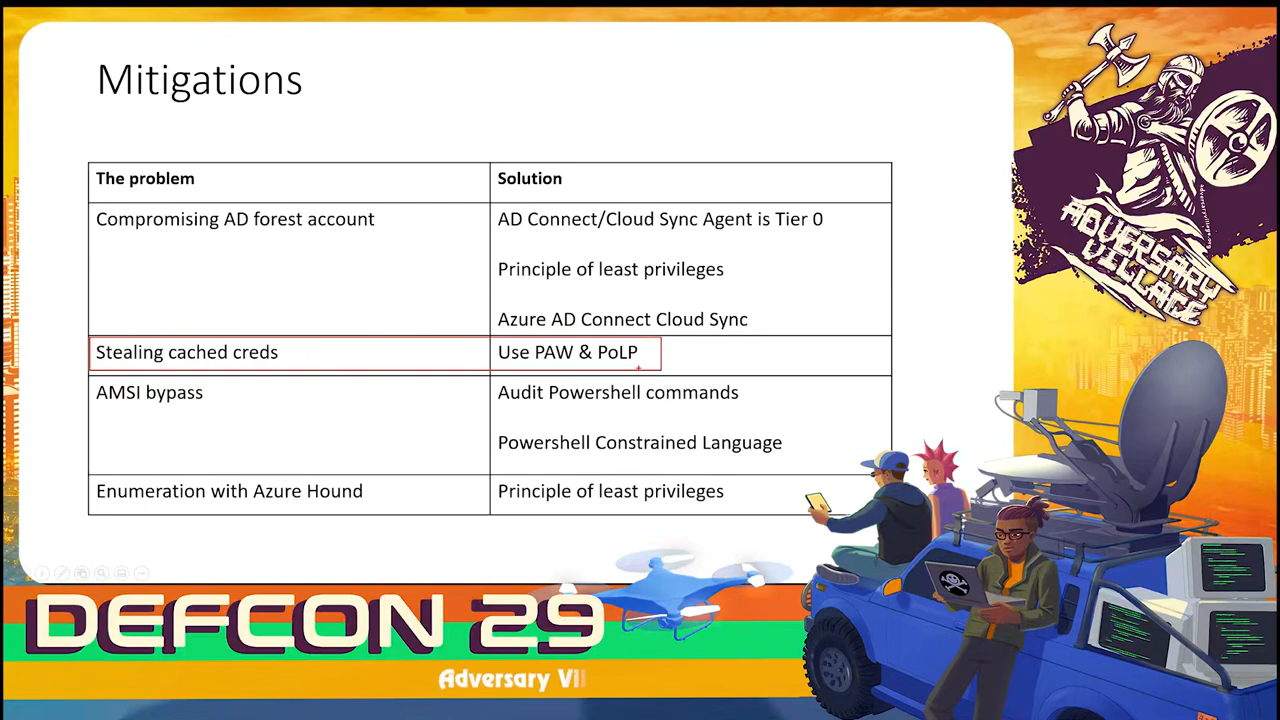 Mitigations
The problem
Solution
Compromising AD forest account
AD Connect/Cloud Sync Agent is Tier 0
Principle of least privileges
Azure AD Connect Cloud Sync
Stealing cached creds
Use PAW & PoLP
AMSI bypass
Audit Powershell commands
Powershell Constrained Language
Enumeration with Azure Hound
Principle of least privileges
ADVERSARY
VILLAGE
DEFCON 29
Adversary Vil